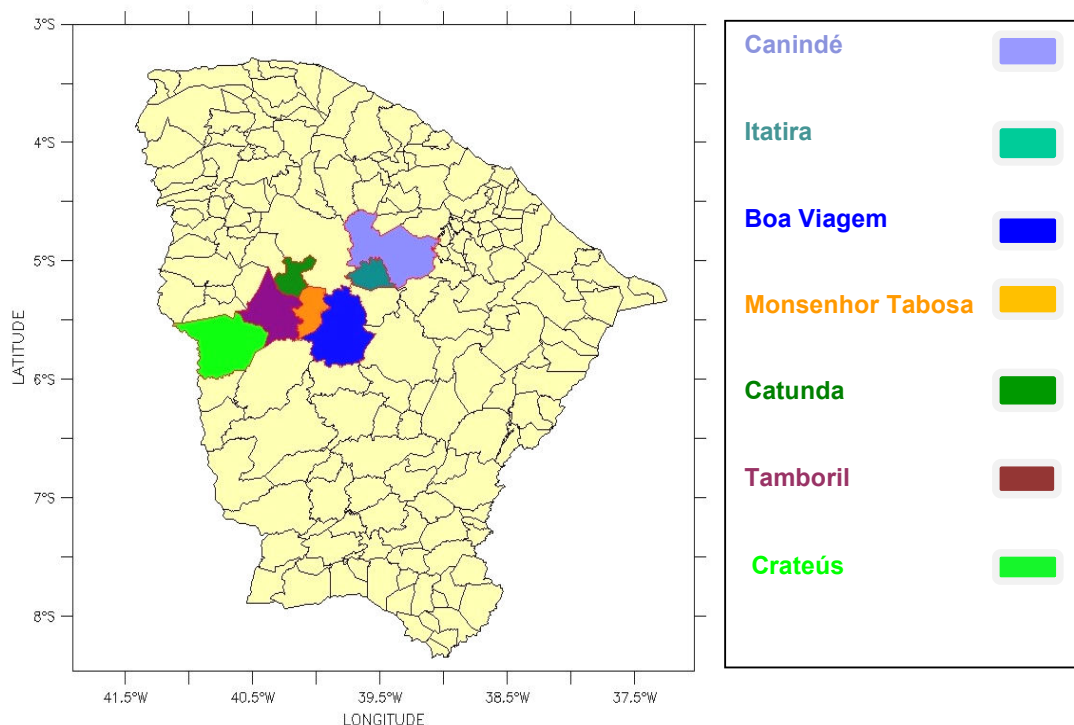 3°S
4°S
5°S
6°S
7°S
8°S
LATITUDE
41.5°W 40.5°W 39.5°W 38.5°W 37.5°W
LONGITUDE
Canindé
Itatira
Boa Viagem
Monsenhor Tabosa
Catunda
Tamboril
Crateús